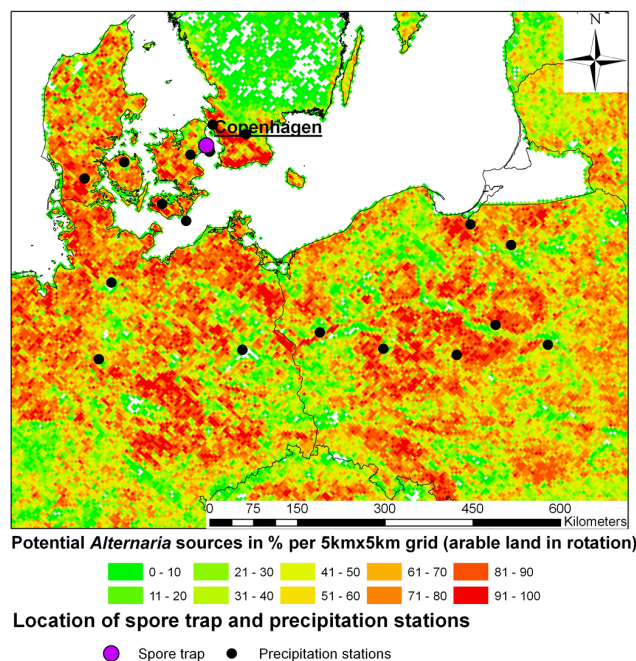 N
Copenhagen
0 75 150 300 450 600
Kilometers
Potential Alternaria sources in % per 5kmx5km grid (arable land in rotation)
0 - 10 21 - 30 41 - 50 61 - 70 81 - 90
11 - 20 31 - 40 51 - 60 71 - 80 91 - 100
Location of spore trap and precipitation stations
Spore trap Precipitation stations